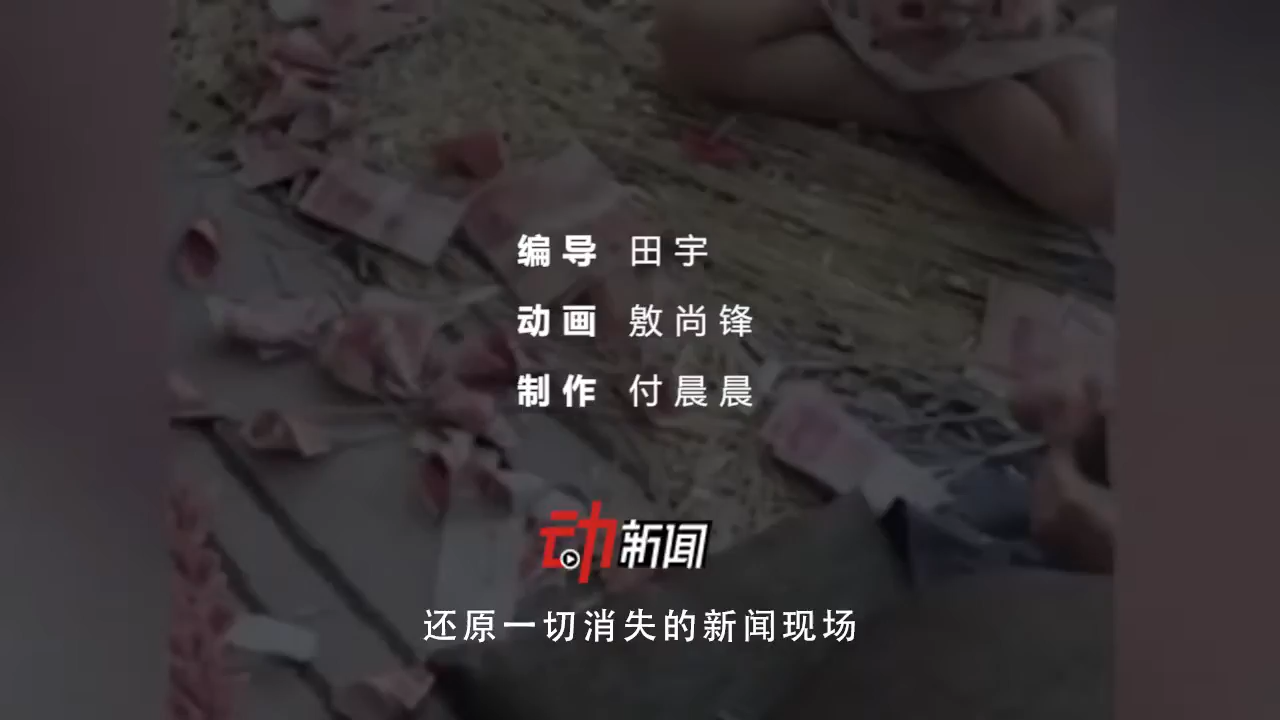 编导 田宇
动画 敖尚锋
制作 付晨晨
动新闻
还原一切消失的新闻现场